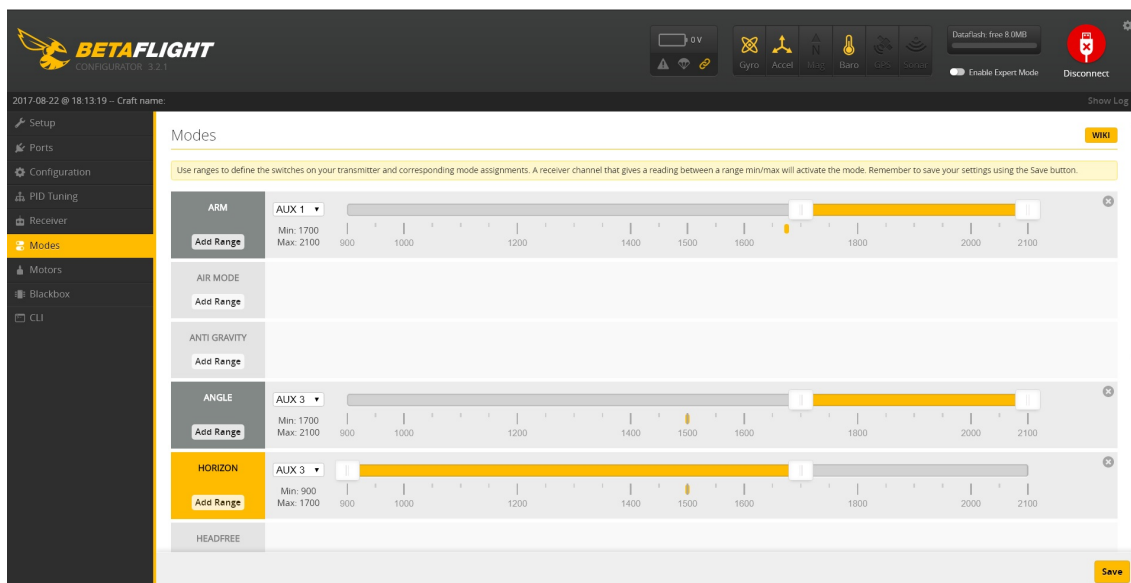 BETAFLIGHT
CONFIGURATOR 3.2.1
0 V
Gyro Accel Mag Baro GPS Sonar
Dataflash: free 8.0MB
Enable Expert Mode
Disconnect
2017-08-22 @ 18:13:19 -- Craft name:
Show Log
Setup
Ports
Configuration
PID Tuning
Receiver
Modes
Motors
Blackbox
CLI
Modes
WIKI
Use ranges to define the switches on your transmitter and corresponding mode assignments. A receiver channel that gives a reading between a range min/max will activate the mode. Remember to save your settings using the Save button.
ARM
Add Range
AUX 1
Min: 1700
Max: 2100
900 1000 1200 1400 1500 1600 1800 2000 2100
AIR MODE
Add Range
ANTI GRAVITY
Add Range
ANGLE
Add Range
AUX 3
Min: 1700
Max: 2100
900 1000 1200 1400 1500 1600 1800 2000 2100
HORIZON
Add Range
AUX 3
Min: 900
Max: 1700
900 1000 1200 1400 1500 1600 1800 2000 2100
HEADFREE
Save